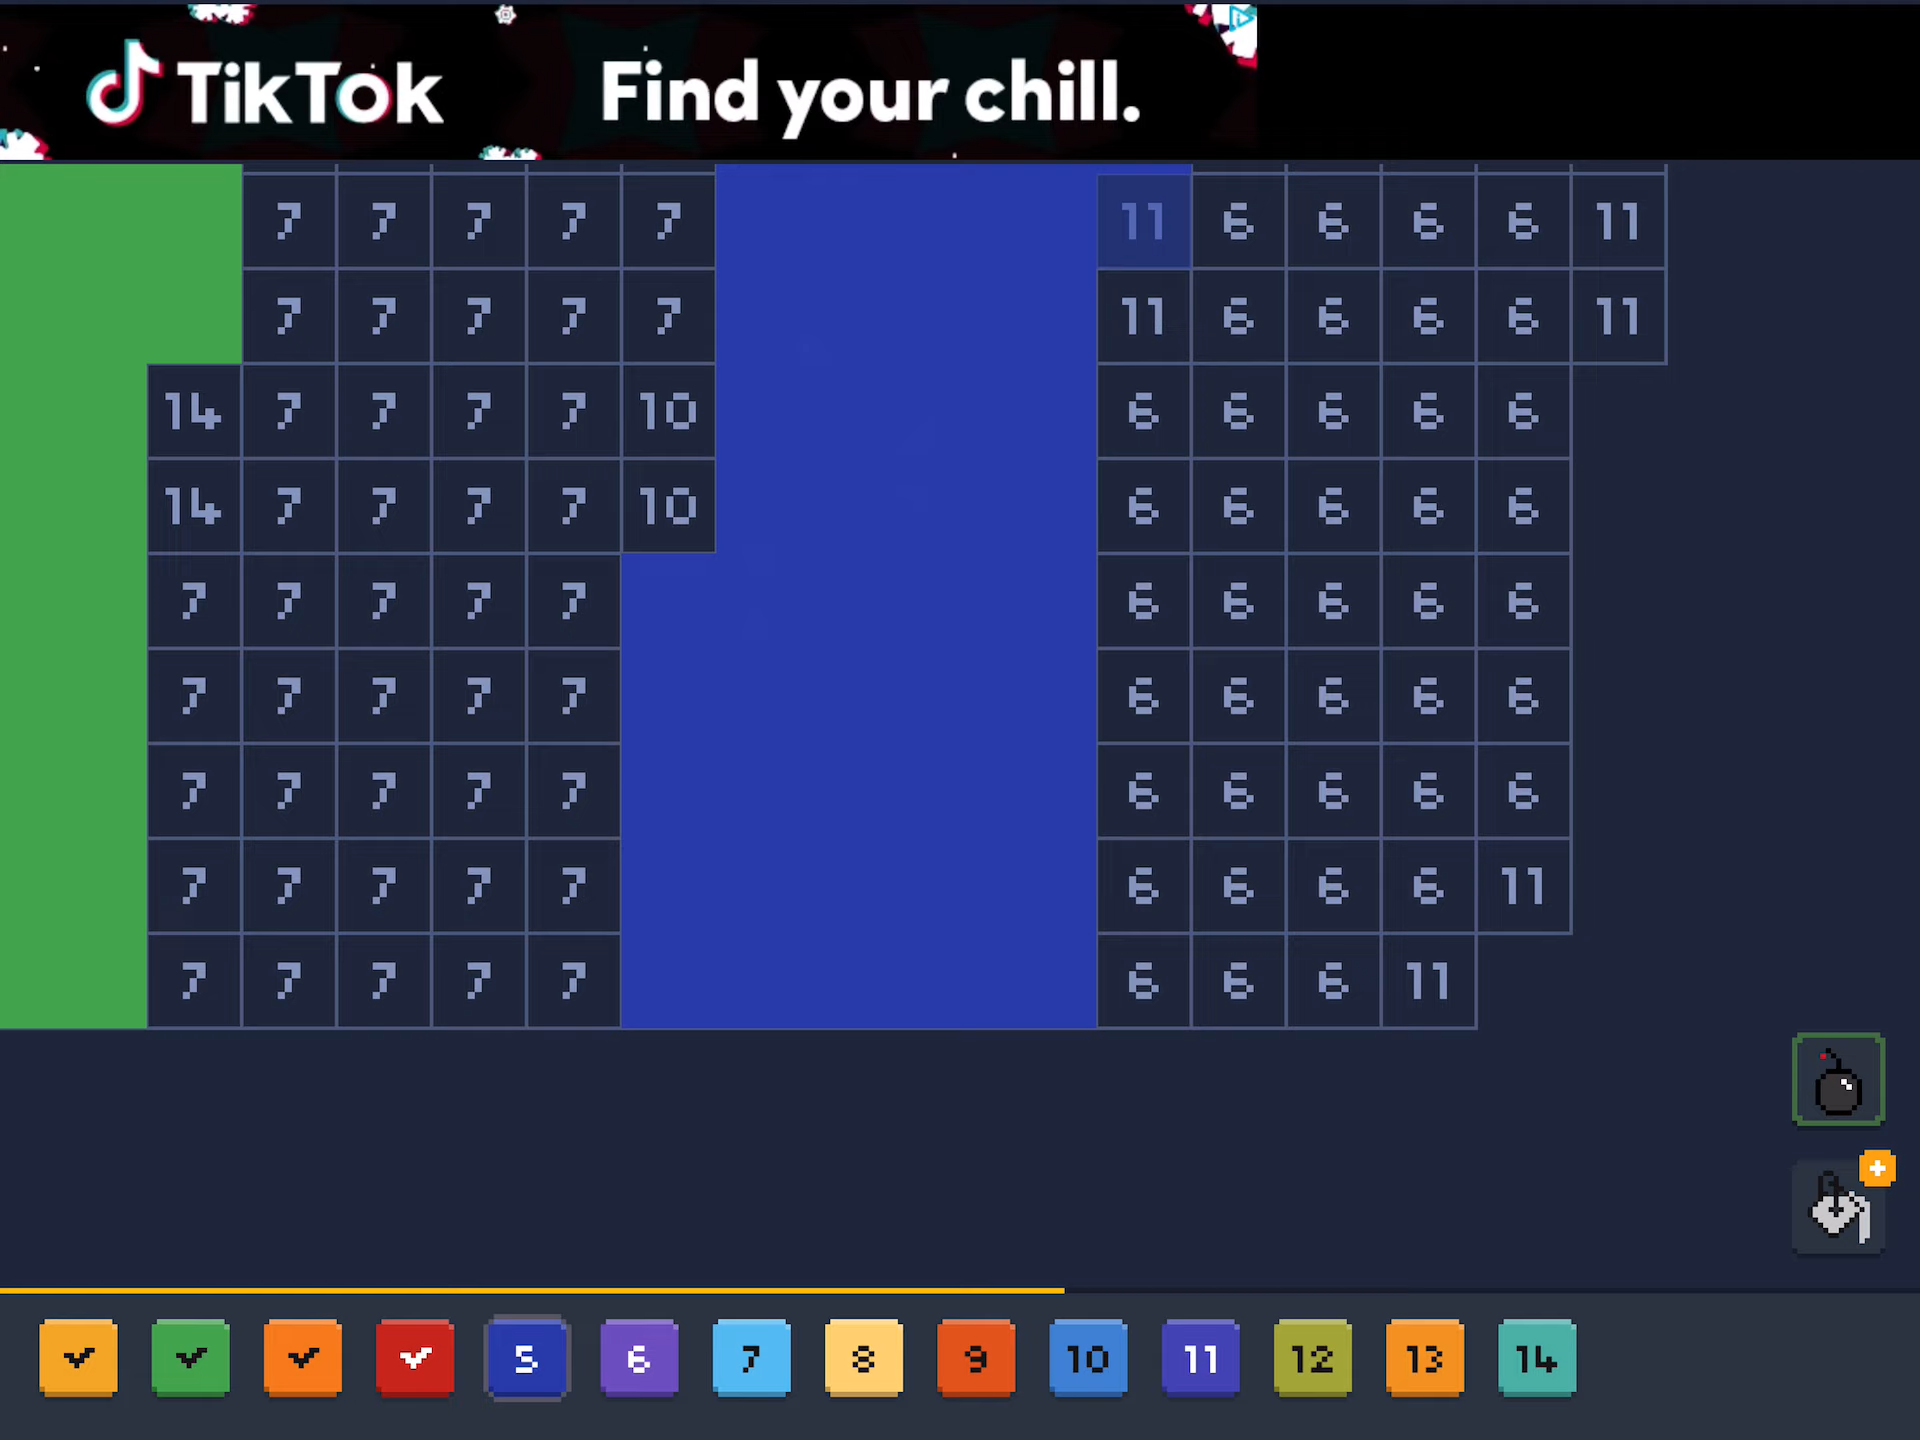 TikTok Find your chill.
7 7 7 7 7 11 6 6 6 6 11
7 7 7 7 7 11 6 6 6 6 11
14 7 7 7 7 10 6 6 6 6 6
14 7 7 7 7 10 6 6 6 6 6
7 7 7 7 7 6 6 6 6 6
7 7 7 7 7 6 6 6 6 6
7 7 7 7 7 6 6 6 6 6
7 7 7 7 7 6 6 6 6 11
7 7 7 7 7 6 6 6 11
5 6 7 8 9 10 11 12 13 14